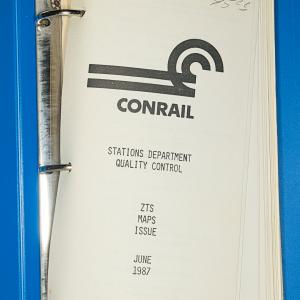 CONRAIL
STATIONS DEPARTMENT
QUALITY CONTROL
ZTS
MAPS
ISSUE
JUNE
1987